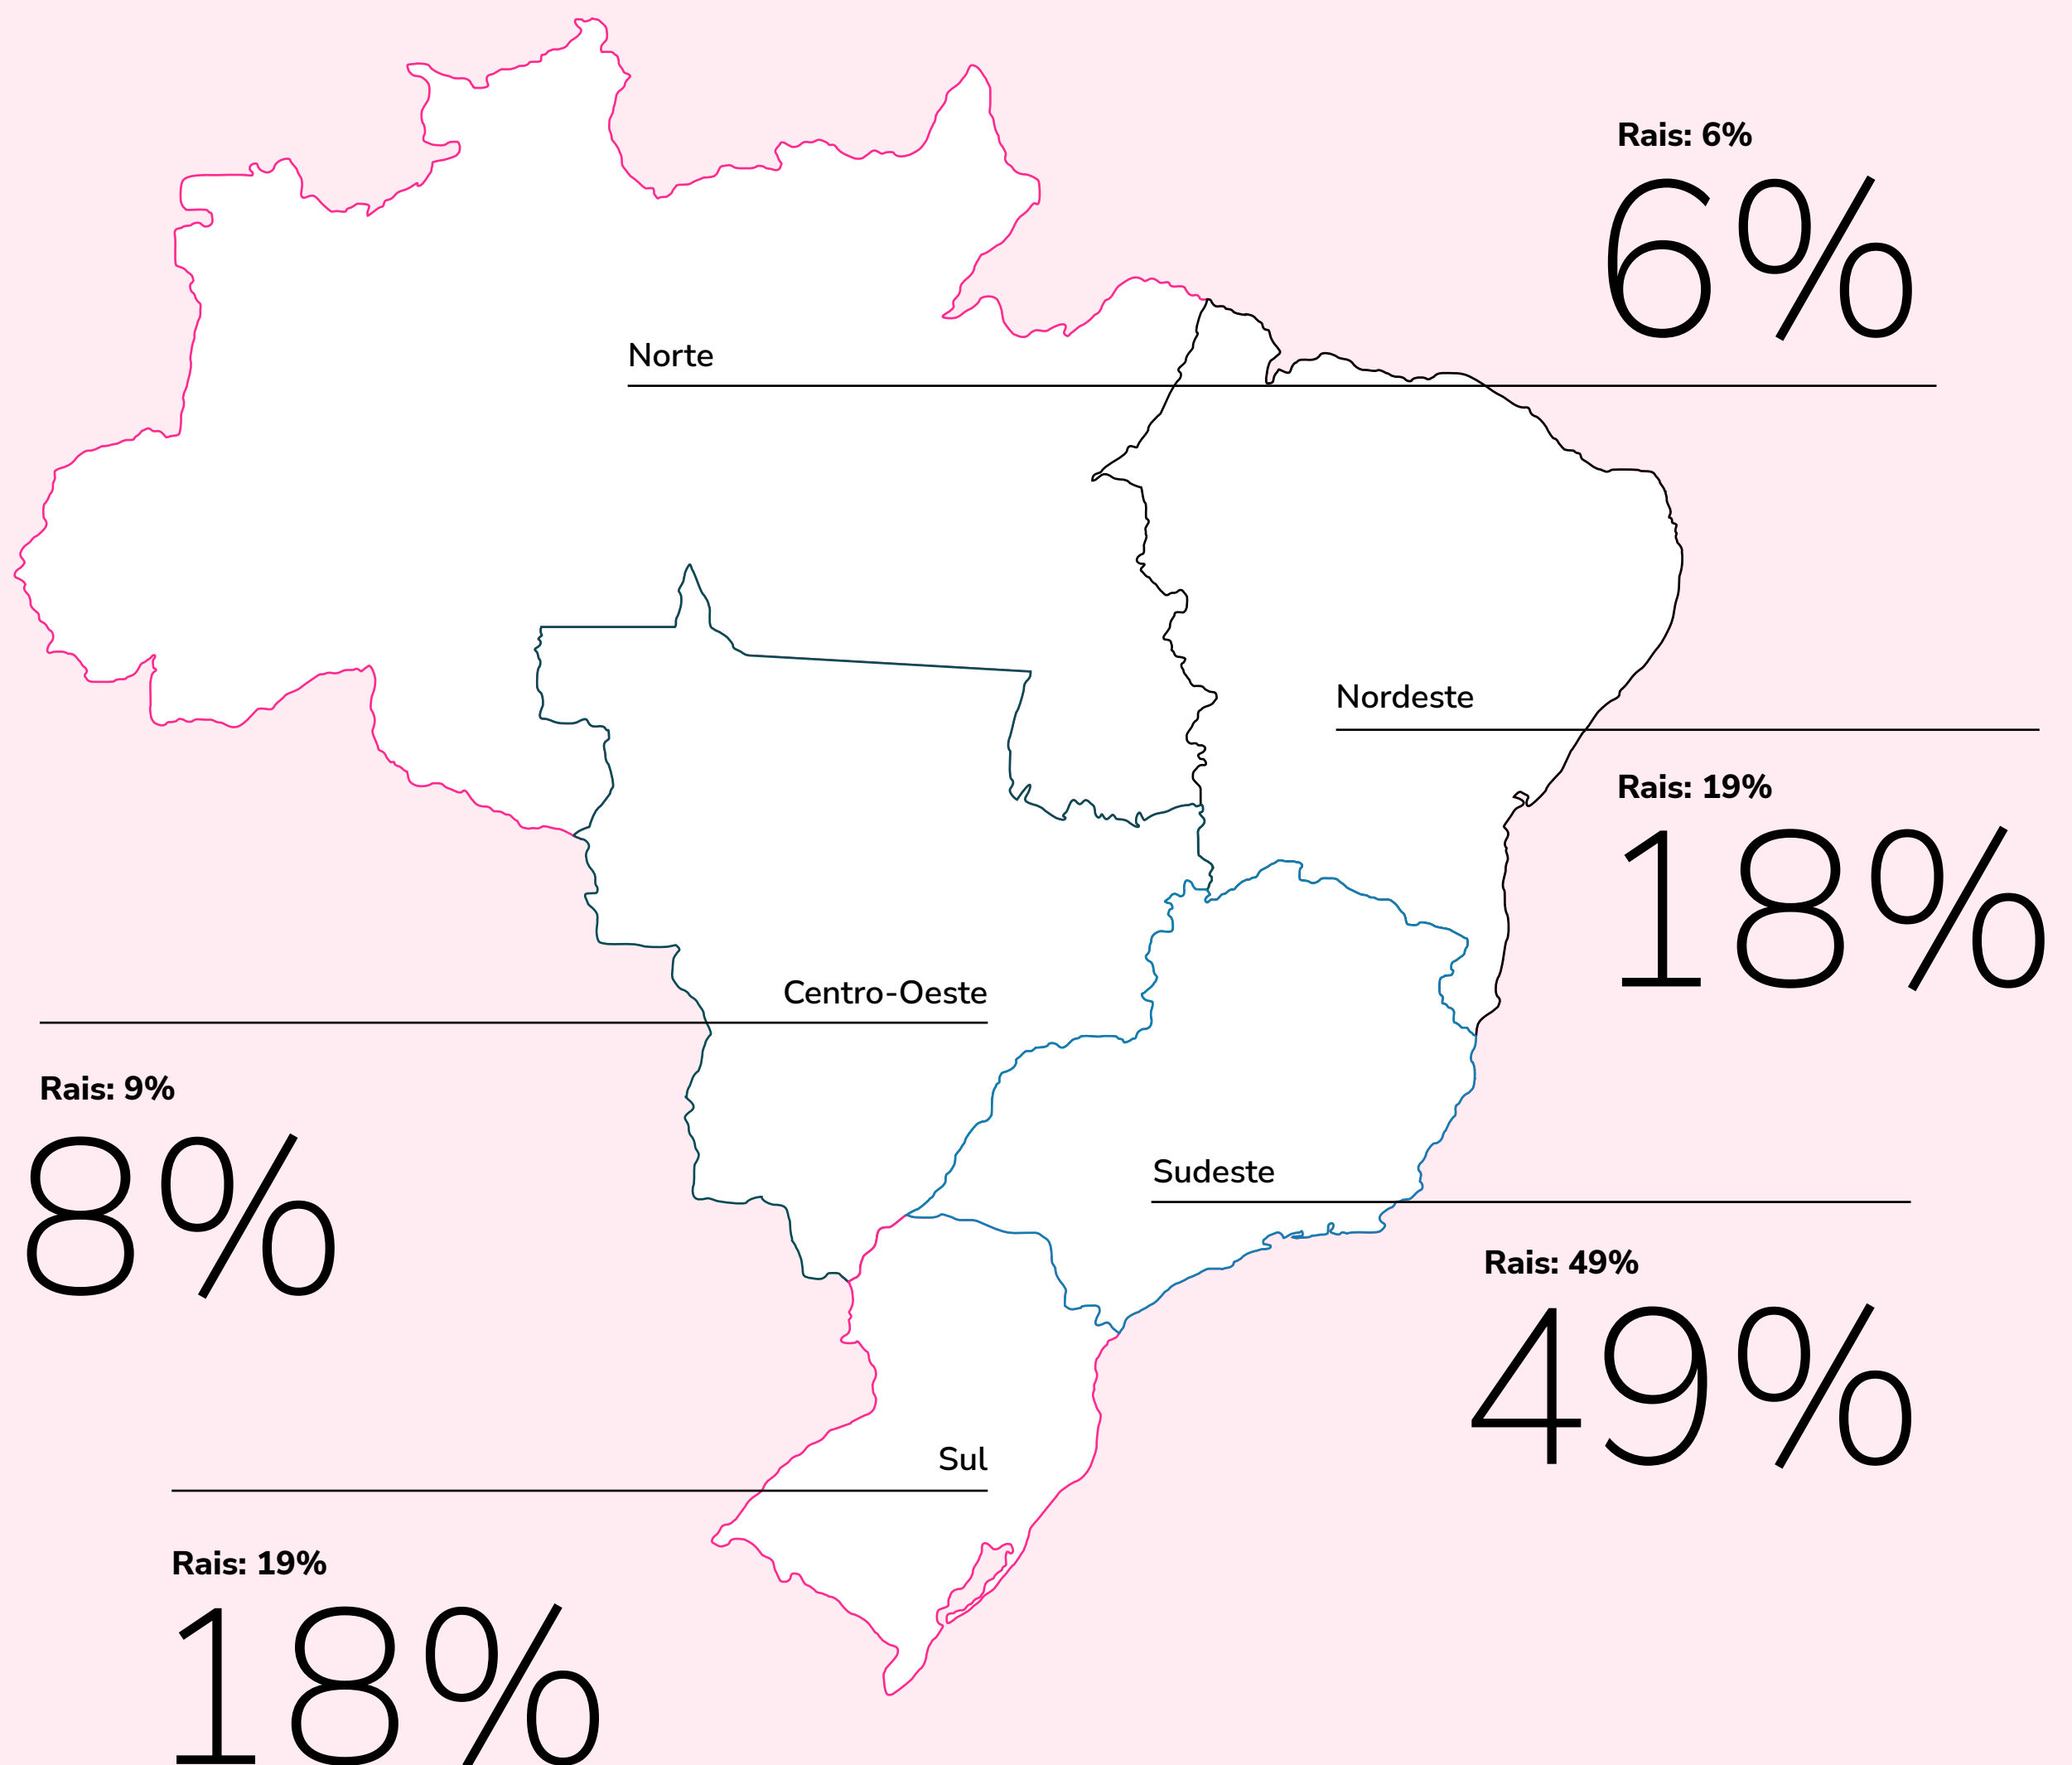 Rais: 6%
6%
Norte
Nordeste
Rais: 19%
18%
Centro-Oeste
Rais: 9%
8%
Sudeste
Rais: 49%
49%
Sul
Rais: 19%
18%